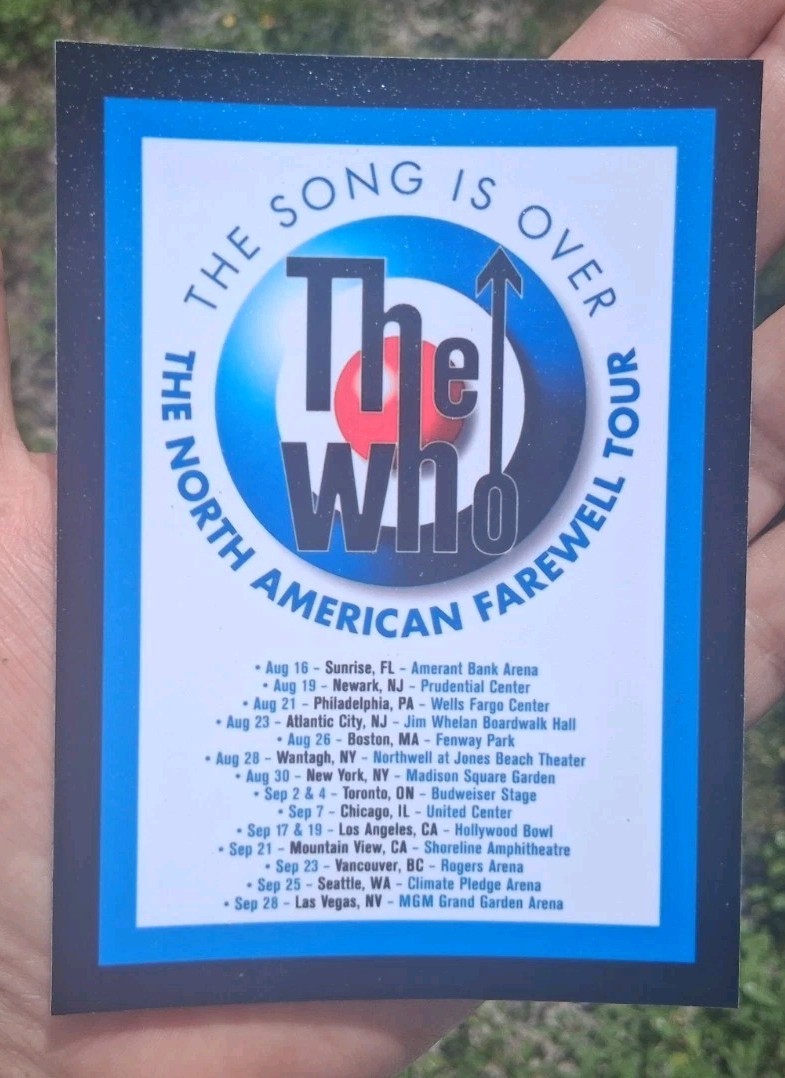 THE SONG IS OVER
The
Who
THE NORTH AMERICAN FAREWELL TOUR
• Aug 16 – Sunrise, FL – Amerant Bank Arena
• Aug 19 – Newark, NJ – Prudential Center
• Aug 21 – Philadelphia, PA – Wells Fargo Center
• Aug 23 – Atlantic City, NJ – Jim Whelan Boardwalk Hall
• Aug 26 – Boston, MA – Fenway Park
• Aug 28 – Wantagh, NY – Northwell at Jones Beach Theater
• Aug 30 – New York, NY – Madison Square Garden
• Sep 2 & 4 – Toronto, ON – Budweiser Stage
• Sep 7 – Chicago, IL – United Center
• Sep 17 & 19 – Los Angeles, CA – Hollywood Bowl
• Sep 21 – Mountain View, CA – Shoreline Amphitheatre
• Sep 23 – Vancouver, BC – Rogers Arena
• Sep 25 – Seattle, WA – Climate Pledge Arena
• Sep 28 – Las Vegas, NV – MGM Grand Garden Arena